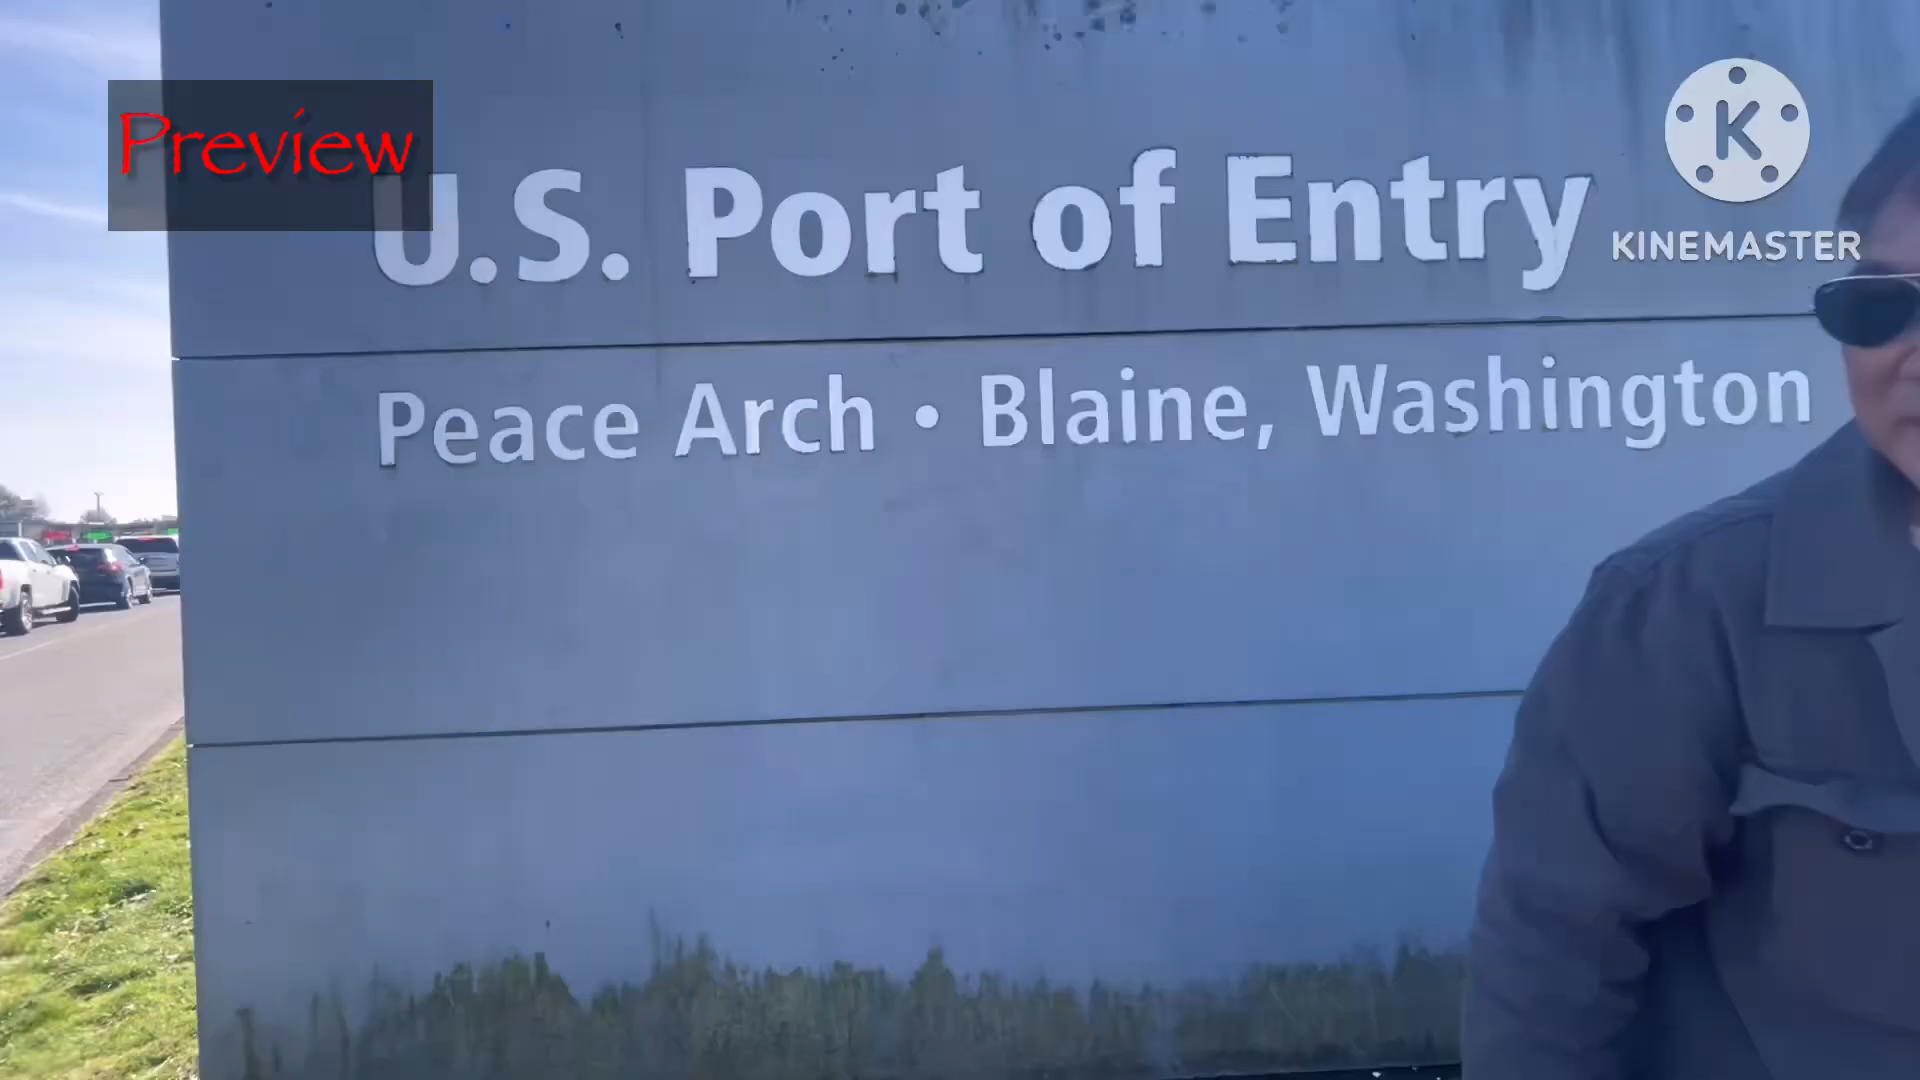 Preview
U.S. Port of Entry
K
KINEMASTER
Peace Arch • Blaine, Washington